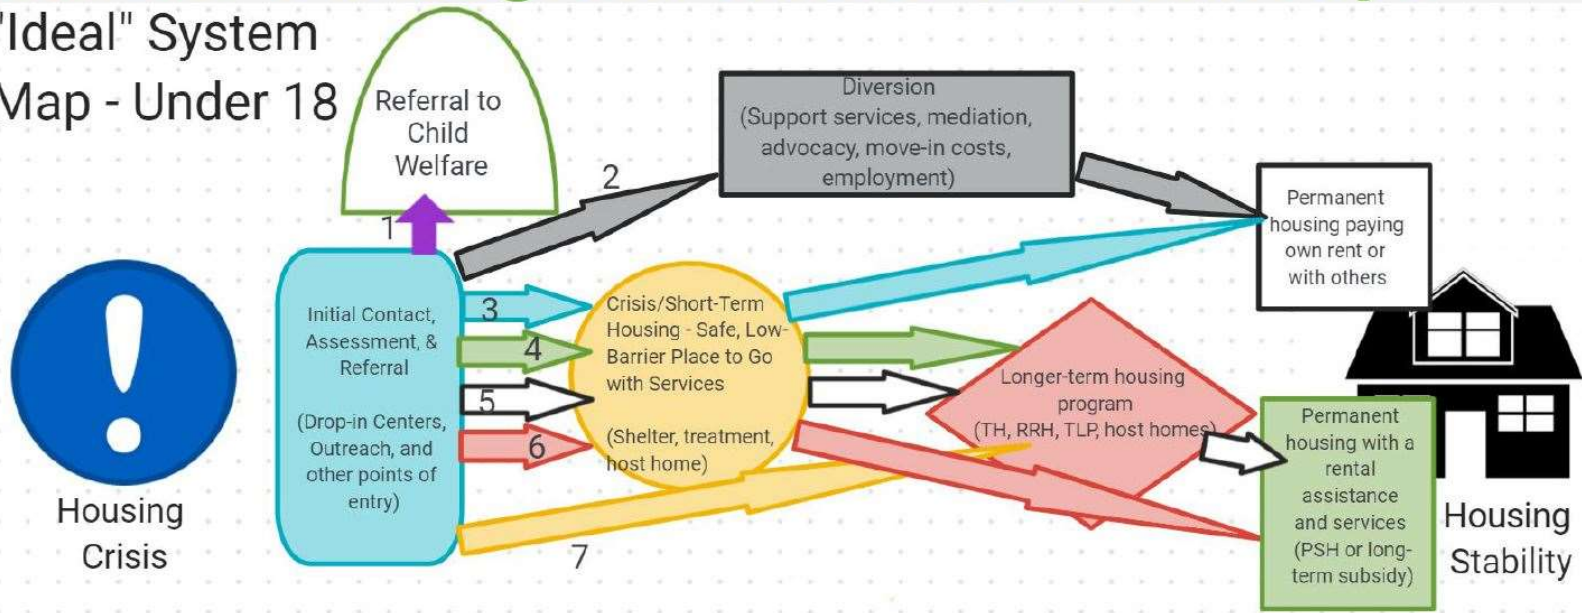 "Ideal" System
Map - Under 18
Referral to
Child
Welfare
1
2
Diversion
(Support services, mediation,
advocacy, move-in costs,
employment)
Permanent
housing paying
own rent or
with others
Initial Contact,
Assessment, &
Referral
(Drop-in Centers,
Outreach, and
other points of
entry)
3
4
5
6
7
Crisis/Short-Term
Housing - Safe, Low-
Barrier Place to Go
with Services
(Shelter, treatment,
host home)
Longer-term housing
program
(TH, RRH, TLP, host homes)
Permanent
housing with a
rental
assistance
and services
(PSH or long-
term subsidy)
Housing
Crisis
Housing
Stability